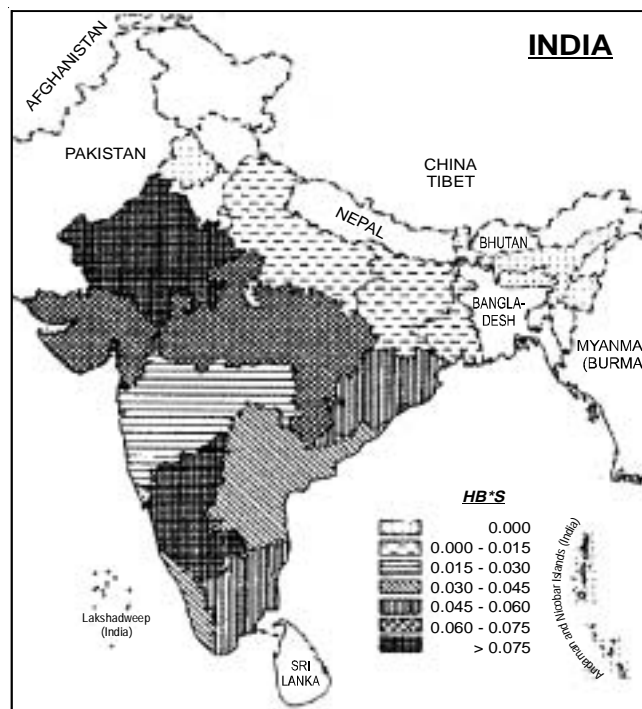 INDIA
AFGHANISTAN
PAKISTAN
CHINA
TIBET
NEPAL
BHUTAN
BANGLA-
DESH
MYANMA
(BURMA
HB*S
0.000
0.000 - 0.015
0.015 - 0.030
0.030 - 0.045
0.045 - 0.060
0.060 - 0.075
> 0.075
Lakshadweep
(India)
SRI
LANKA
Andaman and Nicobar Islands (India)